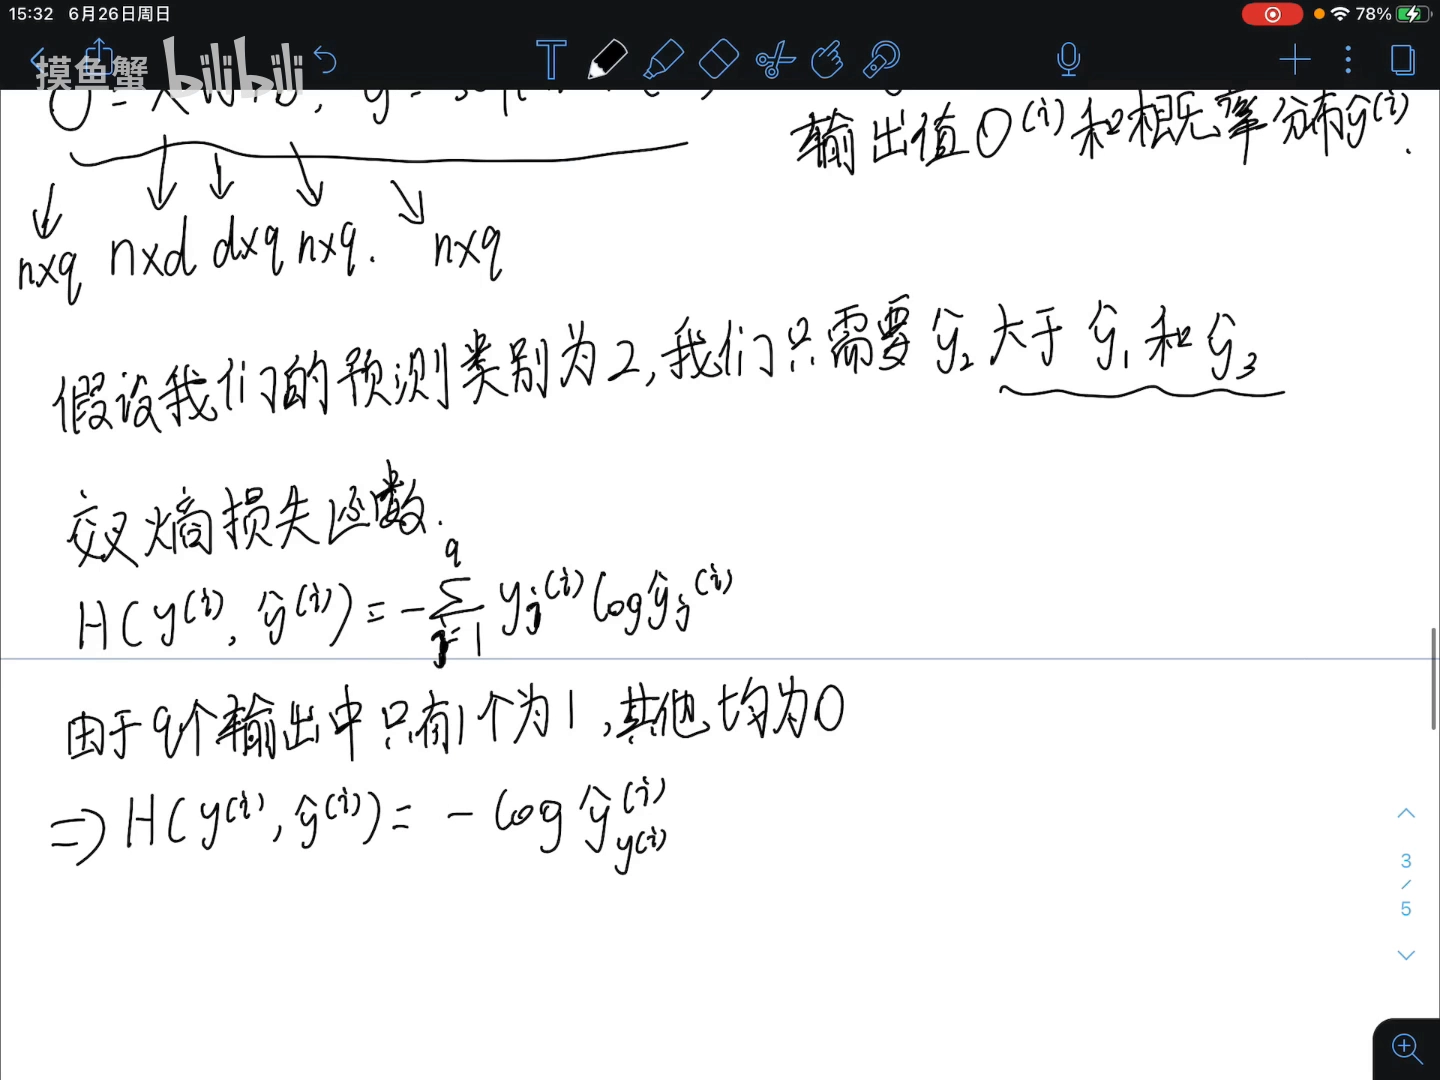 15:32 6月26日周日
78%
摸鱼蟹 bilibili
输出值O^(i)和概率分布ŷ^(i).
n×q n×d d×q n×q. n×q
假设我们的预测类别为2,我们只需要ŷ₂大于ŷ₁和ŷ₃
交叉熵损失函数.
H(y^(i), ŷ^(i)) = -∑_{j=1}^{q} y_j^(i) log ŷ_j^(i)
由于q个输出中只有1个为1,其他均为0
⇒ H(y^(i), ŷ^(i)) = - log ŷ_{y^(i)}^(i)
3
/
5